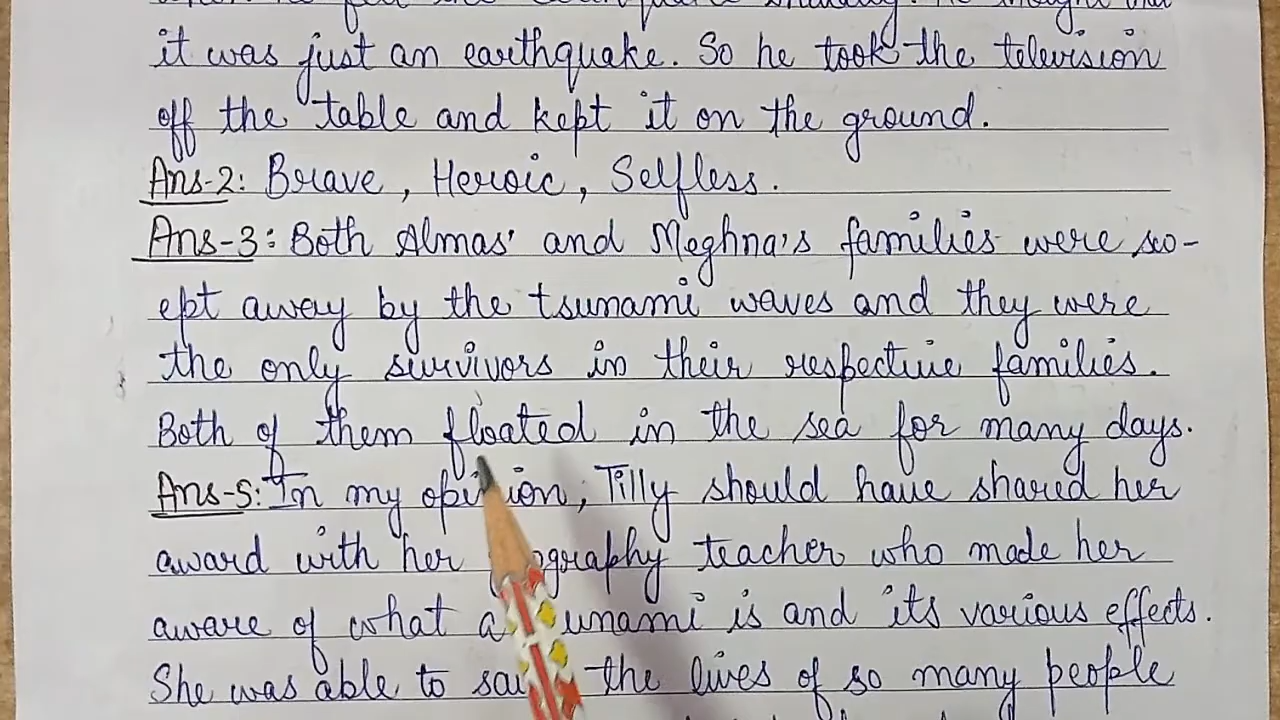 it was just an earthquake. So he took the television
off the table and kept it on the ground.
Ans-2: Brave, Heroic, Selfless.
Ans-3: Both Almas' and Meghna's families were sw-
ept away by the tsunami waves and they were
the only survivors in their respective families.
Both of them floated in the sea for many days.
Ans-5: In my opinion, Tilly should have shared her
award with her geography teacher who made her
aware of what a tsunami is and its various effects.
She was able to save the lives of so many people